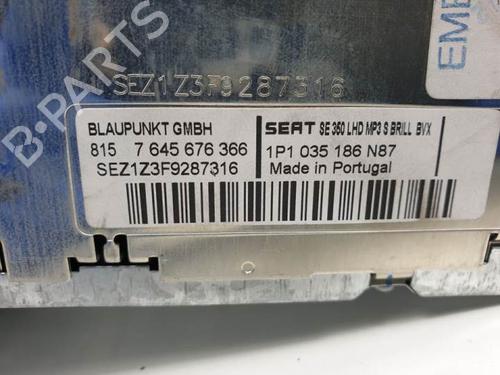 EME
SEZ1Z3F9287316
BLAUPUNKT GMBH
815 7 645 676 366
SEZ1Z3F9287316
SEAT SE 360 LHD MP3 S BRILL BVX
1P1 035 186 N87
Made in Portugal
B-PARTS